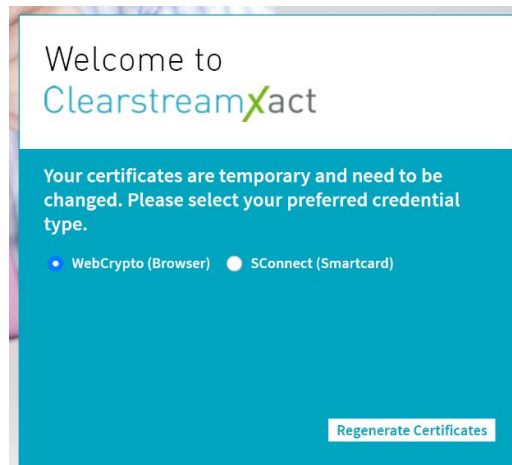 Welcome to
ClearstreamXact
Your certificates are temporary and need to be
changed. Please select your preferred credential
type.
WebCrypto (Browser) SConnect (Smartcard)
Regenerate Certificates